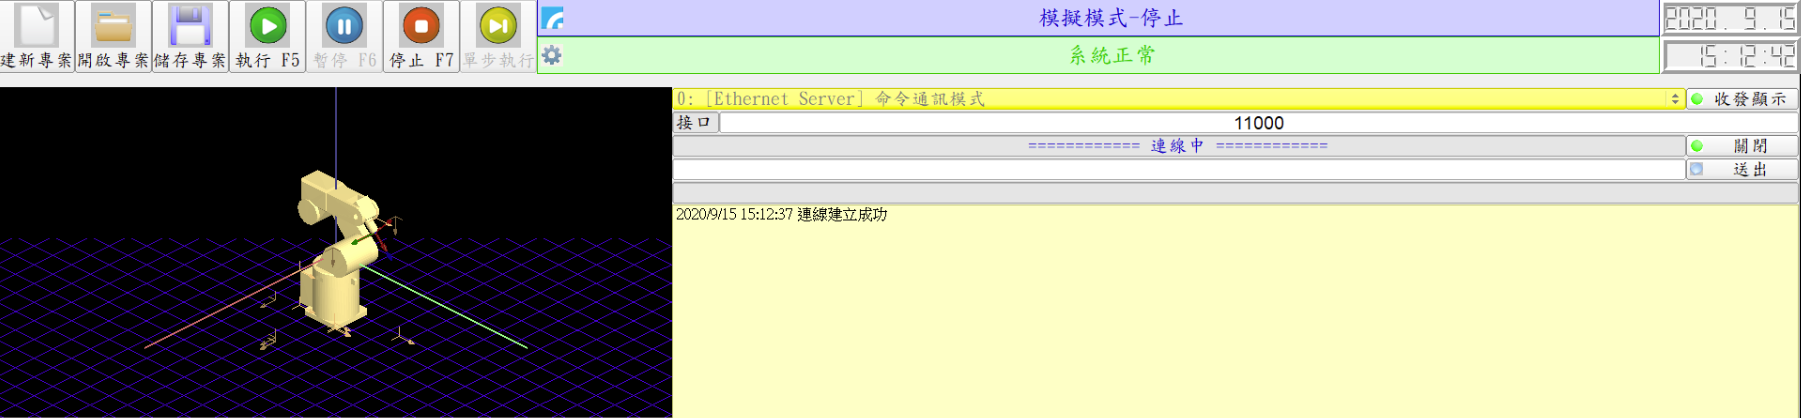 建新專案 開啟專案 儲存專案 執行 F5 暫停 F6 停止 F7 單步執行
模擬模式-停止
2020. 9. 15
系統正常
15:12:42
0: [Ethernet Server] 命令通訊模式
收發顯示
接口
11000
============ 連線中 ============
關閉
送出
2020/9/15 15:12:37 連線建立成功